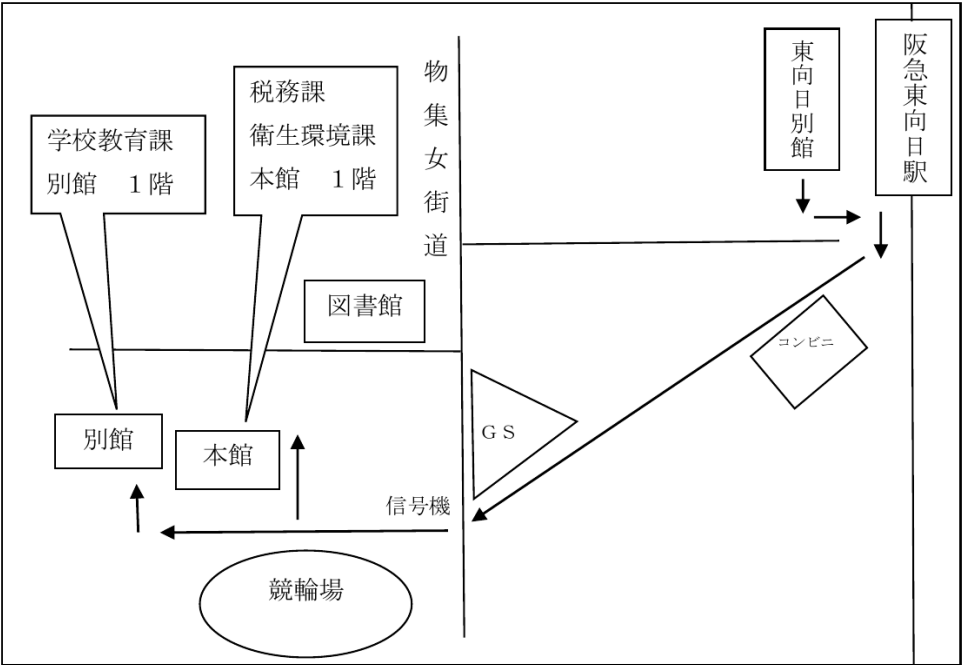 阪急東向日駅
東向日別館
物集女街道
税務課
衛生環境課
本館　１階
学校教育課
別館　１階
図書館
コンビニ
ＧＳ
別館
本館
信号機
競輪場